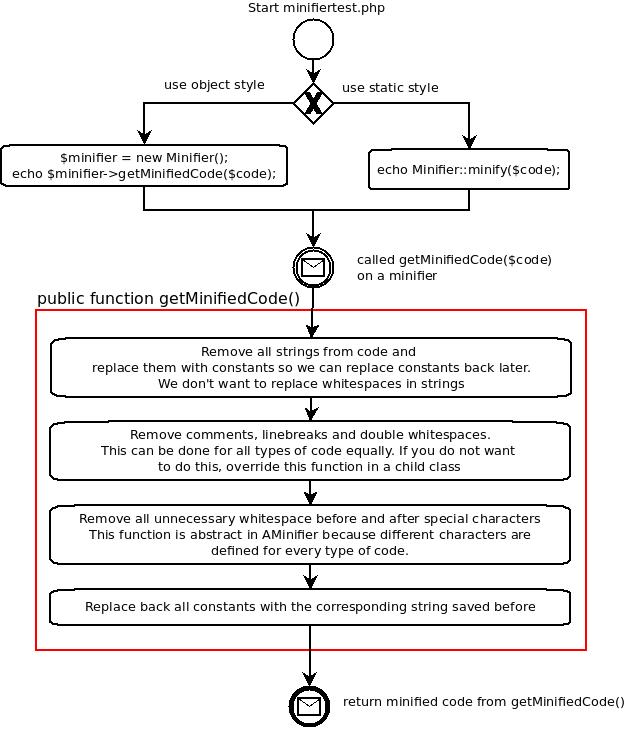 Start minifiertest.php
use object style
use static style
X
$minifier = new Minifier();
echo $minifier->getMinifiedCode($code);
echo Minifier::minify($code);
called getMinifiedCode($code)
on a minifier
public function getMinifiedCode()
Remove all strings from code and
replace them with constants so we can replace constants back later.
We don't want to replace whitespaces in strings
Remove comments, linebreaks and double whitespaces.
This can be done for all types of code equally. If you do not want
to do this, override this function in a child class
Remove all unnecessary whitespace before and after special characters
This function is abstract in AMinifier because different characters are
defined for every type of code.
Replace back all constants with the corresponding string saved before
return minified code from getMinifiedCode()